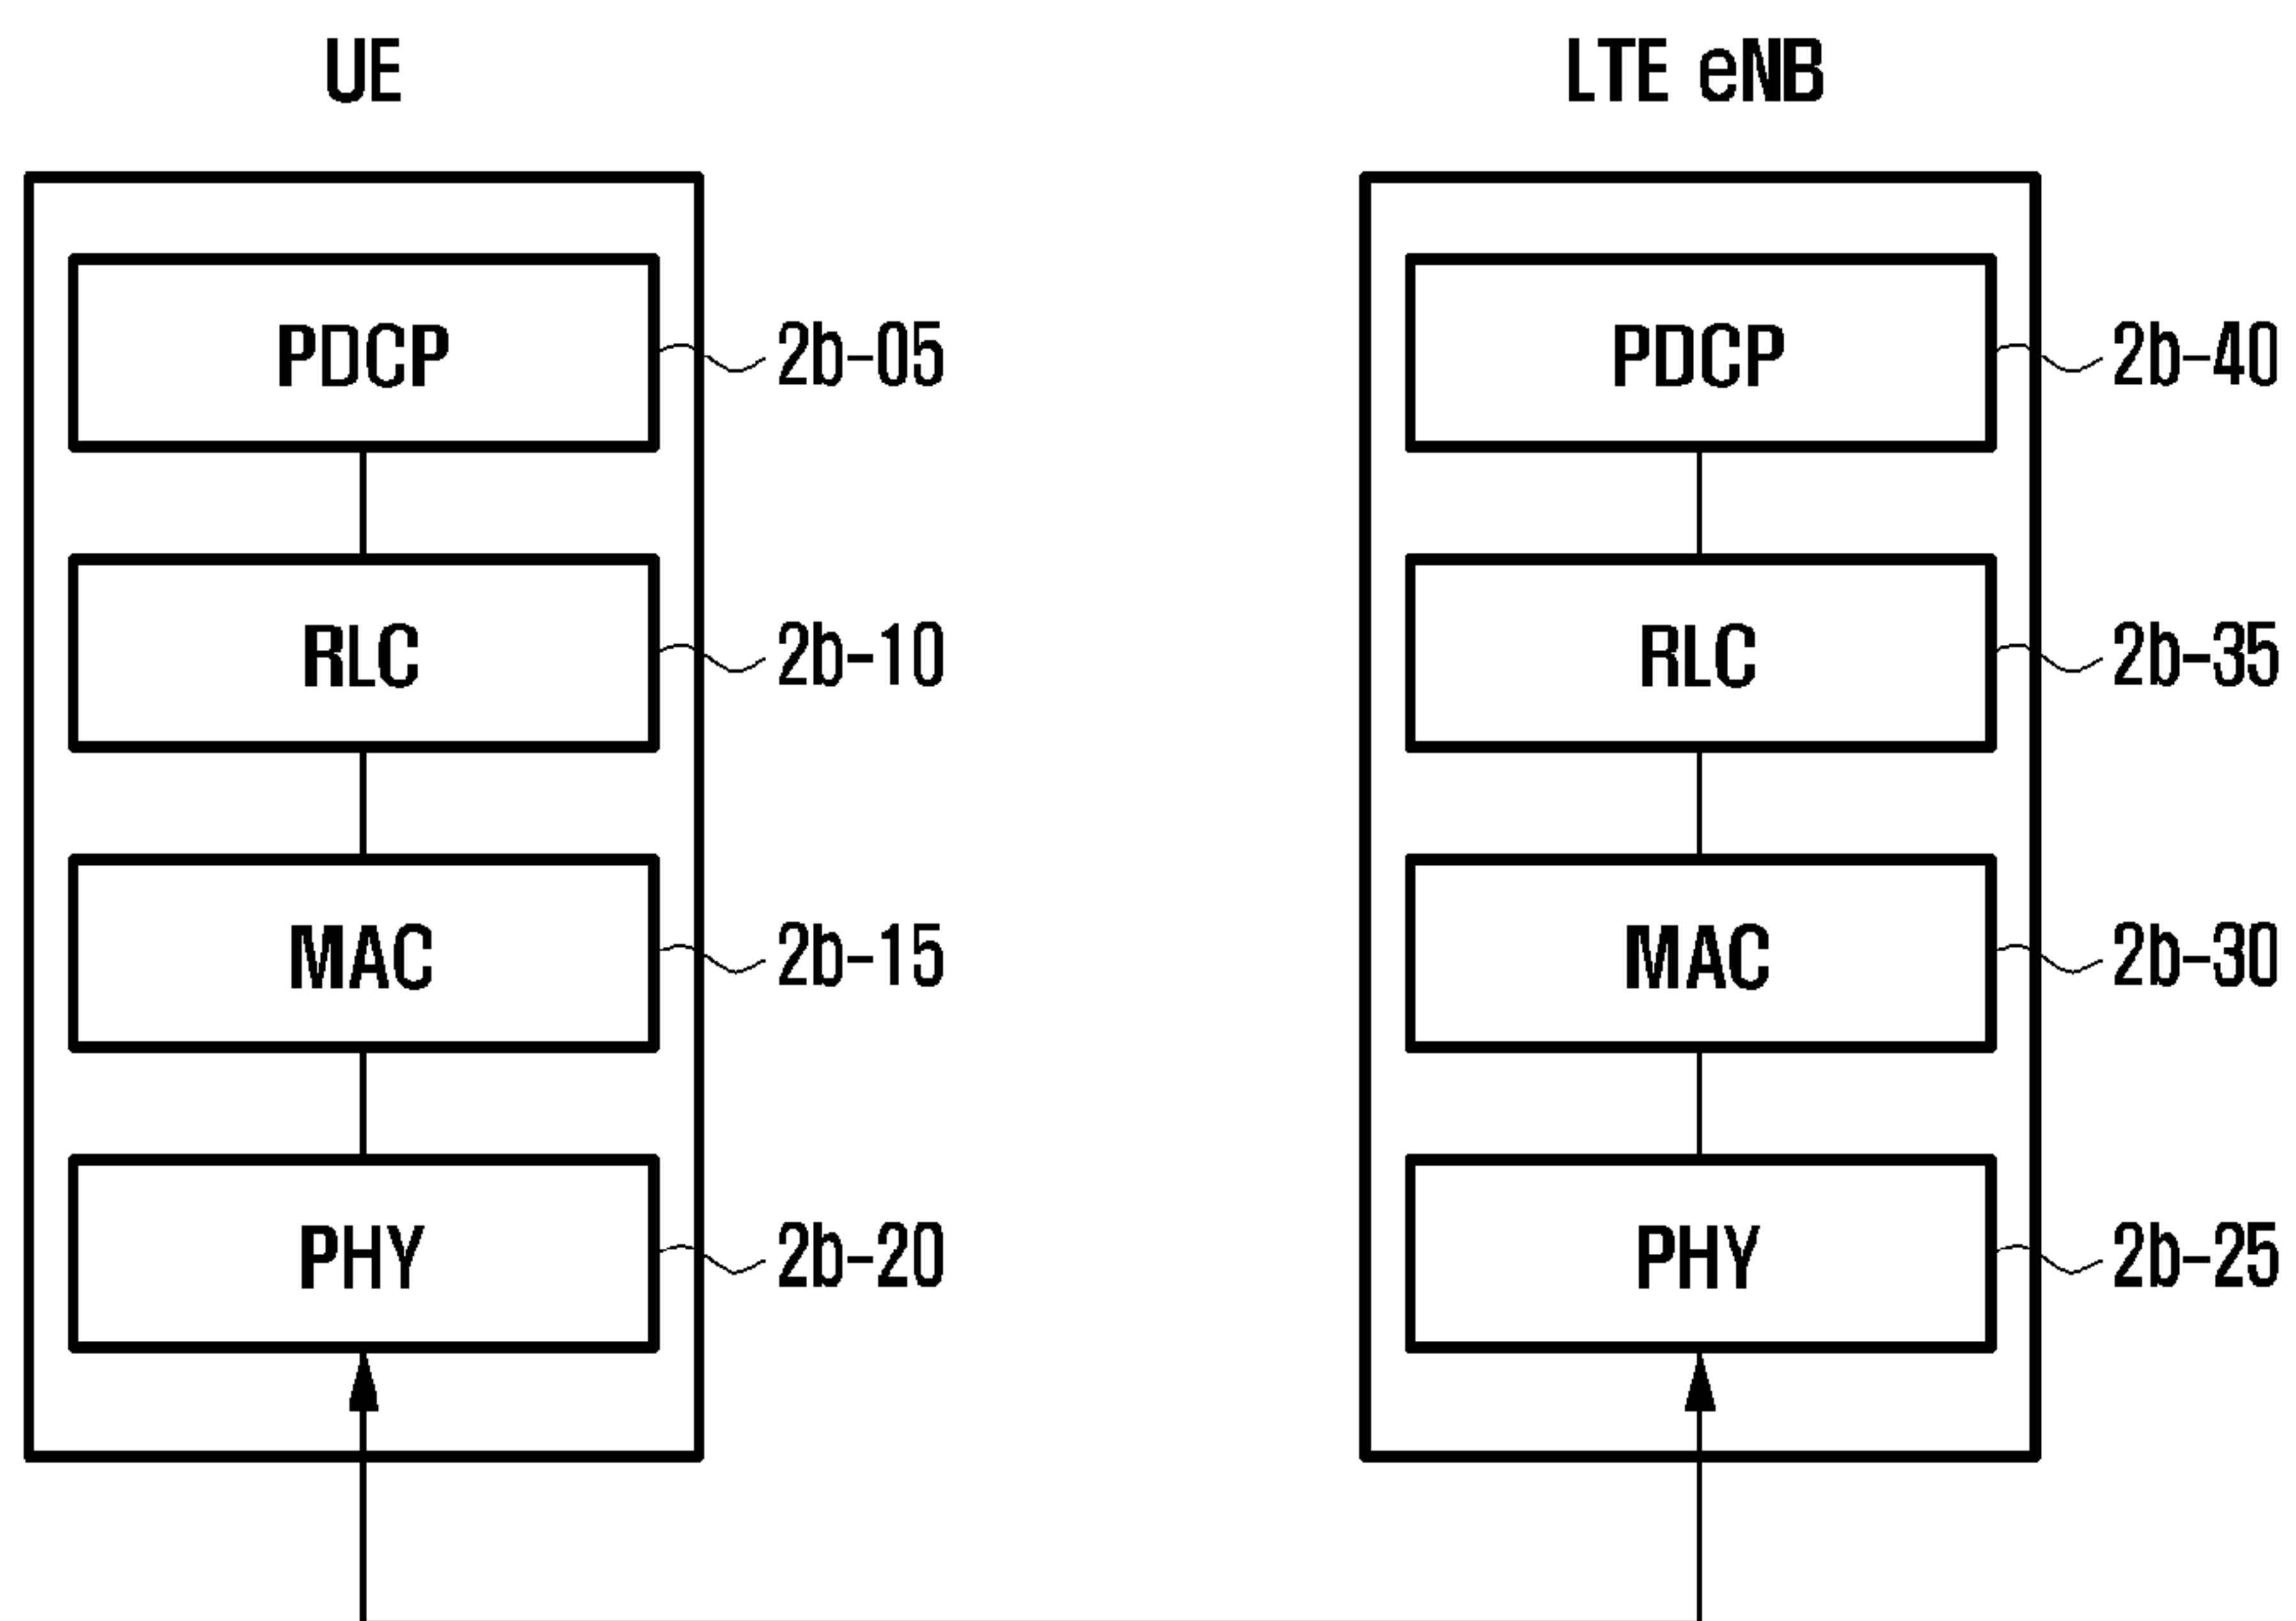 UE
LTE eNB
PDCP 2b-05
PDCP 2b-40
RLC 2b-10
RLC 2b-35
MAC 2b-15
MAC 2b-30
PHY 2b-20
PHY 2b-25